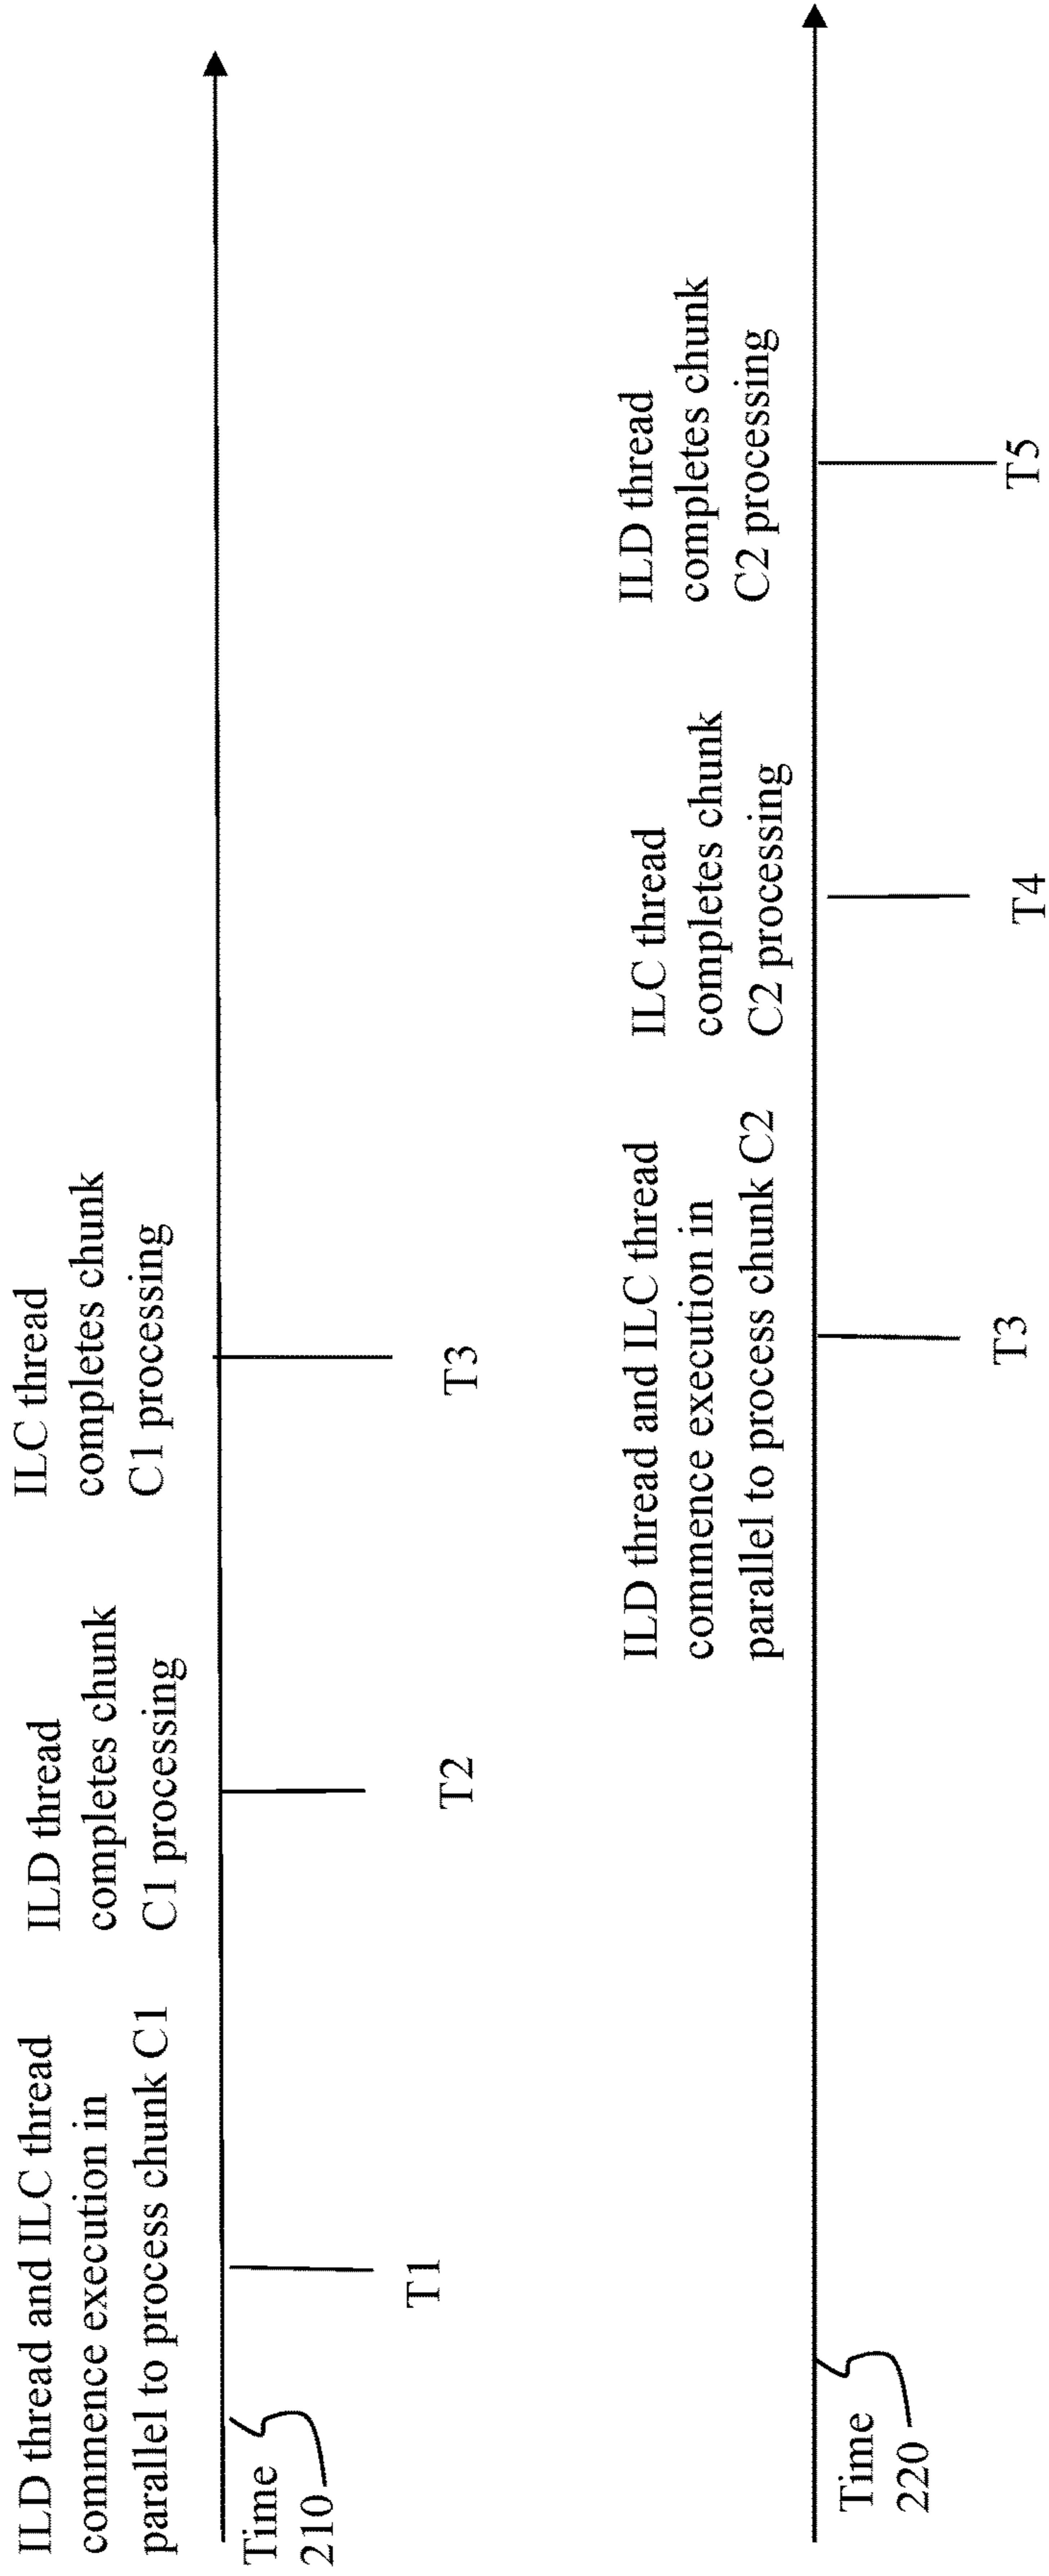 ILD thread and ILC thread
commence execution in
parallel to process chunk C1
ILD thread
completes chunk
C1 processing
ILC thread
completes chunk
C1 processing
Time
210
T1
T2
T3
ILD thread and ILC thread
commence execution in
parallel to process chunk C2
ILC thread
completes chunk
C2 processing
ILD thread
completes chunk
C2 processing
Time
220
T3
T4
T5